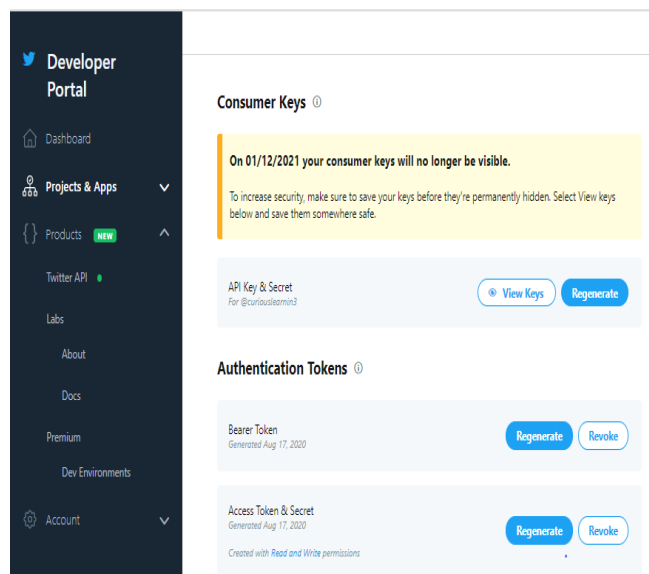 Developer
Portal
Dashboard
Projects & Apps
Products NEW
Twitter API
Labs
About
Docs
Premium
Dev Environments
Account
Consumer Keys
On 01/12/2021 your consumer keys will no longer be visible.
To increase security, make sure to save your keys before they're permanently hidden. Select View keys
below and save them somewhere safe.
API Key & Secret
For @curiouslearnin3
View Keys
Regenerate
Authentication Tokens
Bearer Token
Generated Aug 17, 2020
Regenerate
Revoke
Access Token & Secret
Generated Aug 17, 2020
Created with Read and Write permissions
Regenerate
Revoke